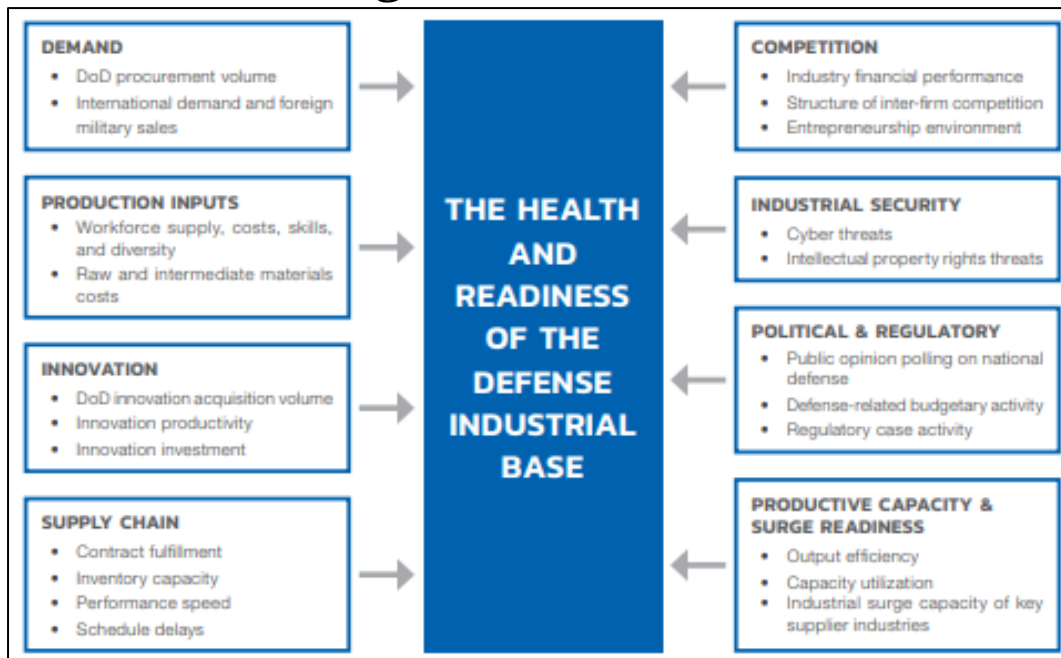 DEMAND
• DoD procurement volume
• International demand and foreign
military sales
PRODUCTION INPUTS
• Workforce supply, costs, skills,
and diversity
• Raw and intermediate materials
costs
INNOVATION
• DoD innovation acquisition volume
• Innovation productivity
• Innovation investment
SUPPLY CHAIN
• Contract fulfillment
• Inventory capacity
• Performance speed
• Schedule delays
THE HEALTH
AND
READINESS
OF THE
DEFENSE
INDUSTRIAL
BASE
COMPETITION
• Industry financial performance
• Structure of inter-firm competition
• Entrepreneurship environment
INDUSTRIAL SECURITY
• Cyber threats
• Intellectual property rights threats
POLITICAL & REGULATORY
• Public opinion polling on national
defense
• Defense-related budgetary activity
• Regulatory case activity
PRODUCTIVE CAPACITY &
SURGE READINESS
• Output efficiency
• Capacity utilization
• Industrial surge capacity of key
supplier industries